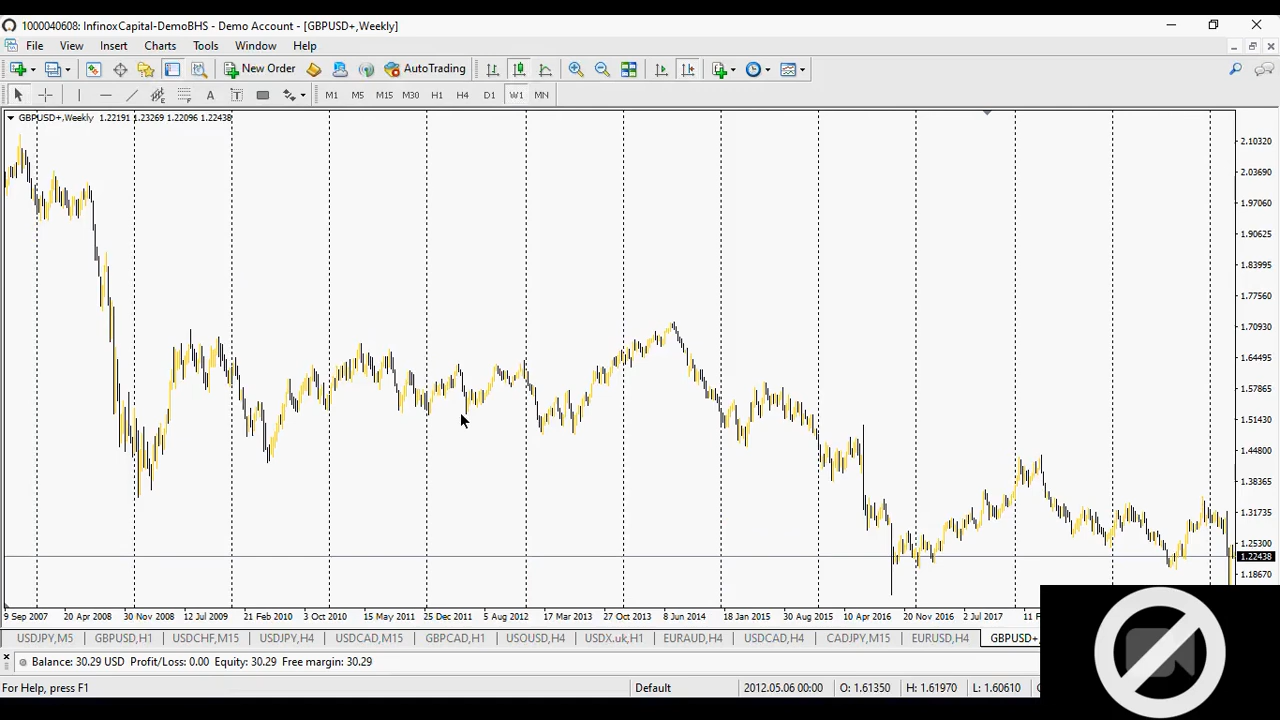 1000040608: InfinoxCapital-DemoBHS - Demo Account - [GBPUSD+,Weekly]
File View Insert Charts Tools Window Help
New Order AutoTrading
A T M1 M5 M15 M30 H1 H4 D1 W1 MN
GBPUSD+,Weekly 1.22191 1.23269 1.22096 1.22438
2.10320
2.03690
1.97060
1.90625
1.83995
1.77560
1.70930
1.64495
1.57865
1.51430
1.44800
1.38365
1.31735
1.25300
1.22438
1.18670
9 Sep 2007 20 Apr 2008 30 Nov 2008 12 Jul 2009 21 Feb 2010 3 Oct 2010 15 May 2011 25 Dec 2011 5 Aug 2012 17 Mar 2013 27 Oct 2013 8 Jun 2014 18 Jan 2015 30 Aug 2015 10 Apr 2016 20 Nov 2016 2 Jul 2017 11
USDJPY,M5 GBPUSD,H1 USDCHF,M15 USDJPY,H4 USDCAD,M15 GBPCAD,H1 USOUSD,H4 USDX.uk,H1 EURAUD,H4 USDCAD,H4 CADJPY,M15 EURUSD,H4 GBPUSD+,
Balance: 30.29 USD Profit/Loss: 0.00 Equity: 30.29 Free margin: 30.29
For Help, press F1 Default 2012.05.06 00:00 O: 1.61350 H: 1.61970 L: 1.60610